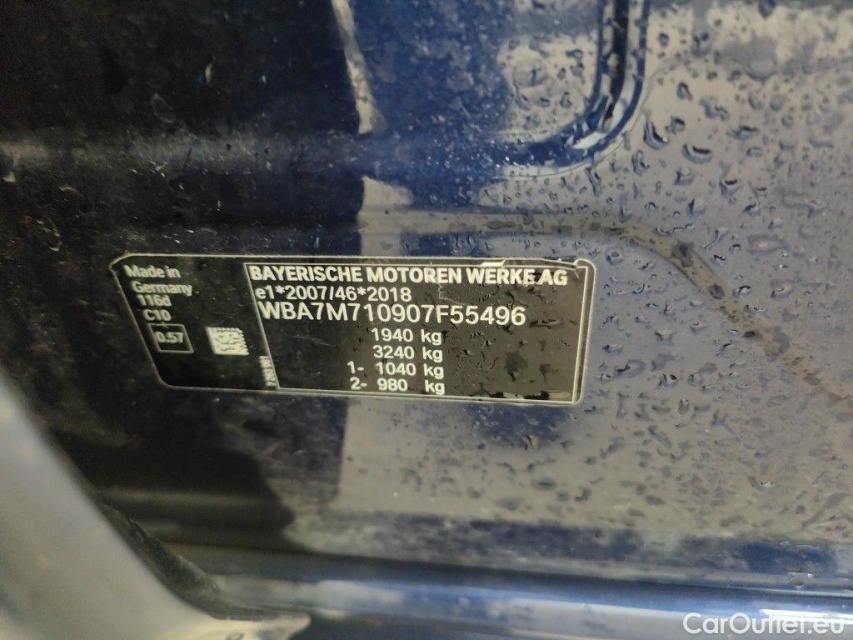 Made in
Germany
116d
C10
0.57
BAYERISCHE MOTOREN WERKE AG
e1*2007/46*2018
WBA7M710907F55496
1940 kg
3240 kg
1- 1040 kg
2- 980 kg
CarOutlet.eu